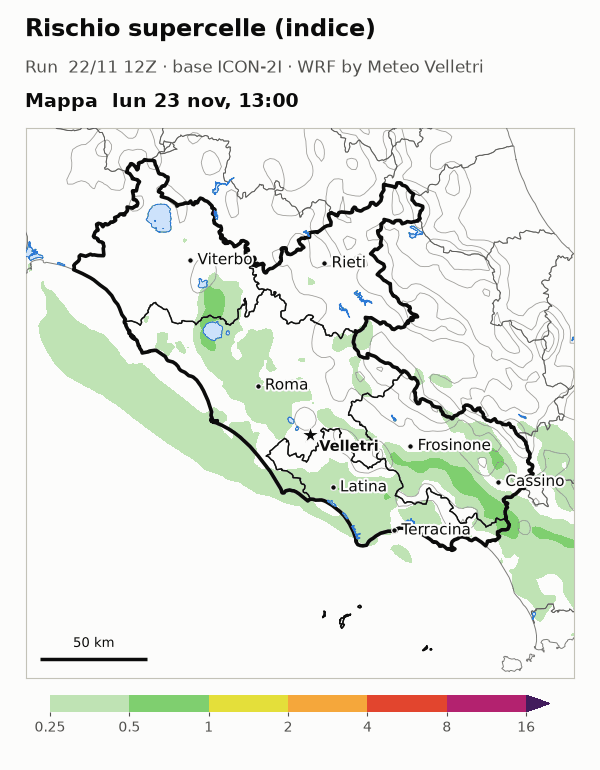 Rischio supercelle (indice)
Run  22/11 12Z · base ICON-2I · WRF by Meteo Velletri
Mappa  lun 23 nov, 13:00
Viterbo
Rieti
Roma
Velletri
Frosinone
Cassino
Latina
Terracina
50 km
0.25 0.5 1 2 4 8 16